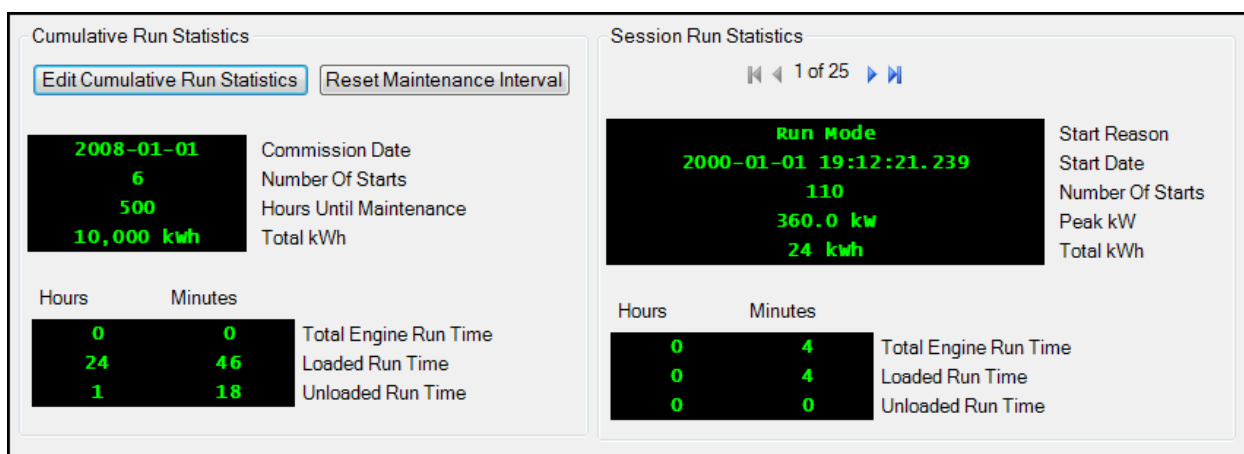 Cumulative Run Statistics
Edit Cumulative Run Statistics Reset Maintenance Interval
2008-01-01 Commission Date
6 Number Of Starts
500 Hours Until Maintenance
10,000 kWh Total kWh
Hours Minutes
0 0 Total Engine Run Time
24 46 Loaded Run Time
1 18 Unloaded Run Time
Session Run Statistics
1 of 25
Run Mode Start Reason
2000-01-01 19:12:21.239 Start Date
110 Number Of Starts
360.0 kW Peak kW
24 kWh Total kWh
Hours Minutes
0 4 Total Engine Run Time
0 4 Loaded Run Time
0 0 Unloaded Run Time